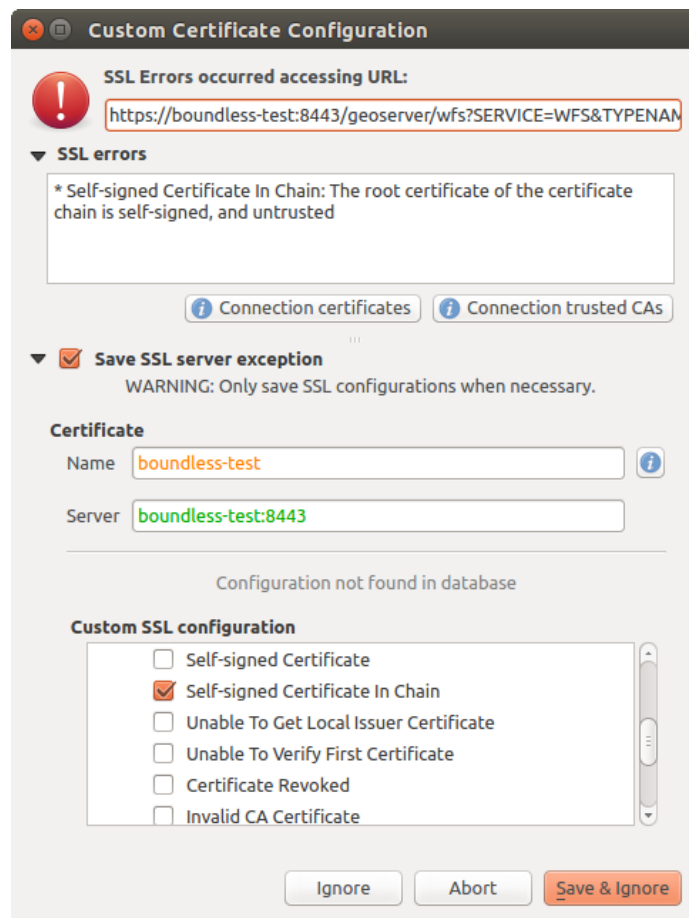 Custom Certificate Configuration
SSL Errors occurred accessing URL:
https://boundless-test:8443/geoserver/wfs?SERVICE=WFS&TYPENAM
SSL errors
* Self-signed Certificate In Chain: The root certificate of the certificate
chain is self-signed, and untrusted
Connection certificates Connection trusted CAs
Save SSL server exception
WARNING: Only save SSL configurations when necessary.
Certificate
Name boundless-test
Server boundless-test:8443
Configuration not found in database
Custom SSL configuration
Self-signed Certificate
Self-signed Certificate In Chain
Unable To Get Local Issuer Certificate
Unable To Verify First Certificate
Certificate Revoked
Invalid CA Certificate
Ignore Abort Save & Ignore